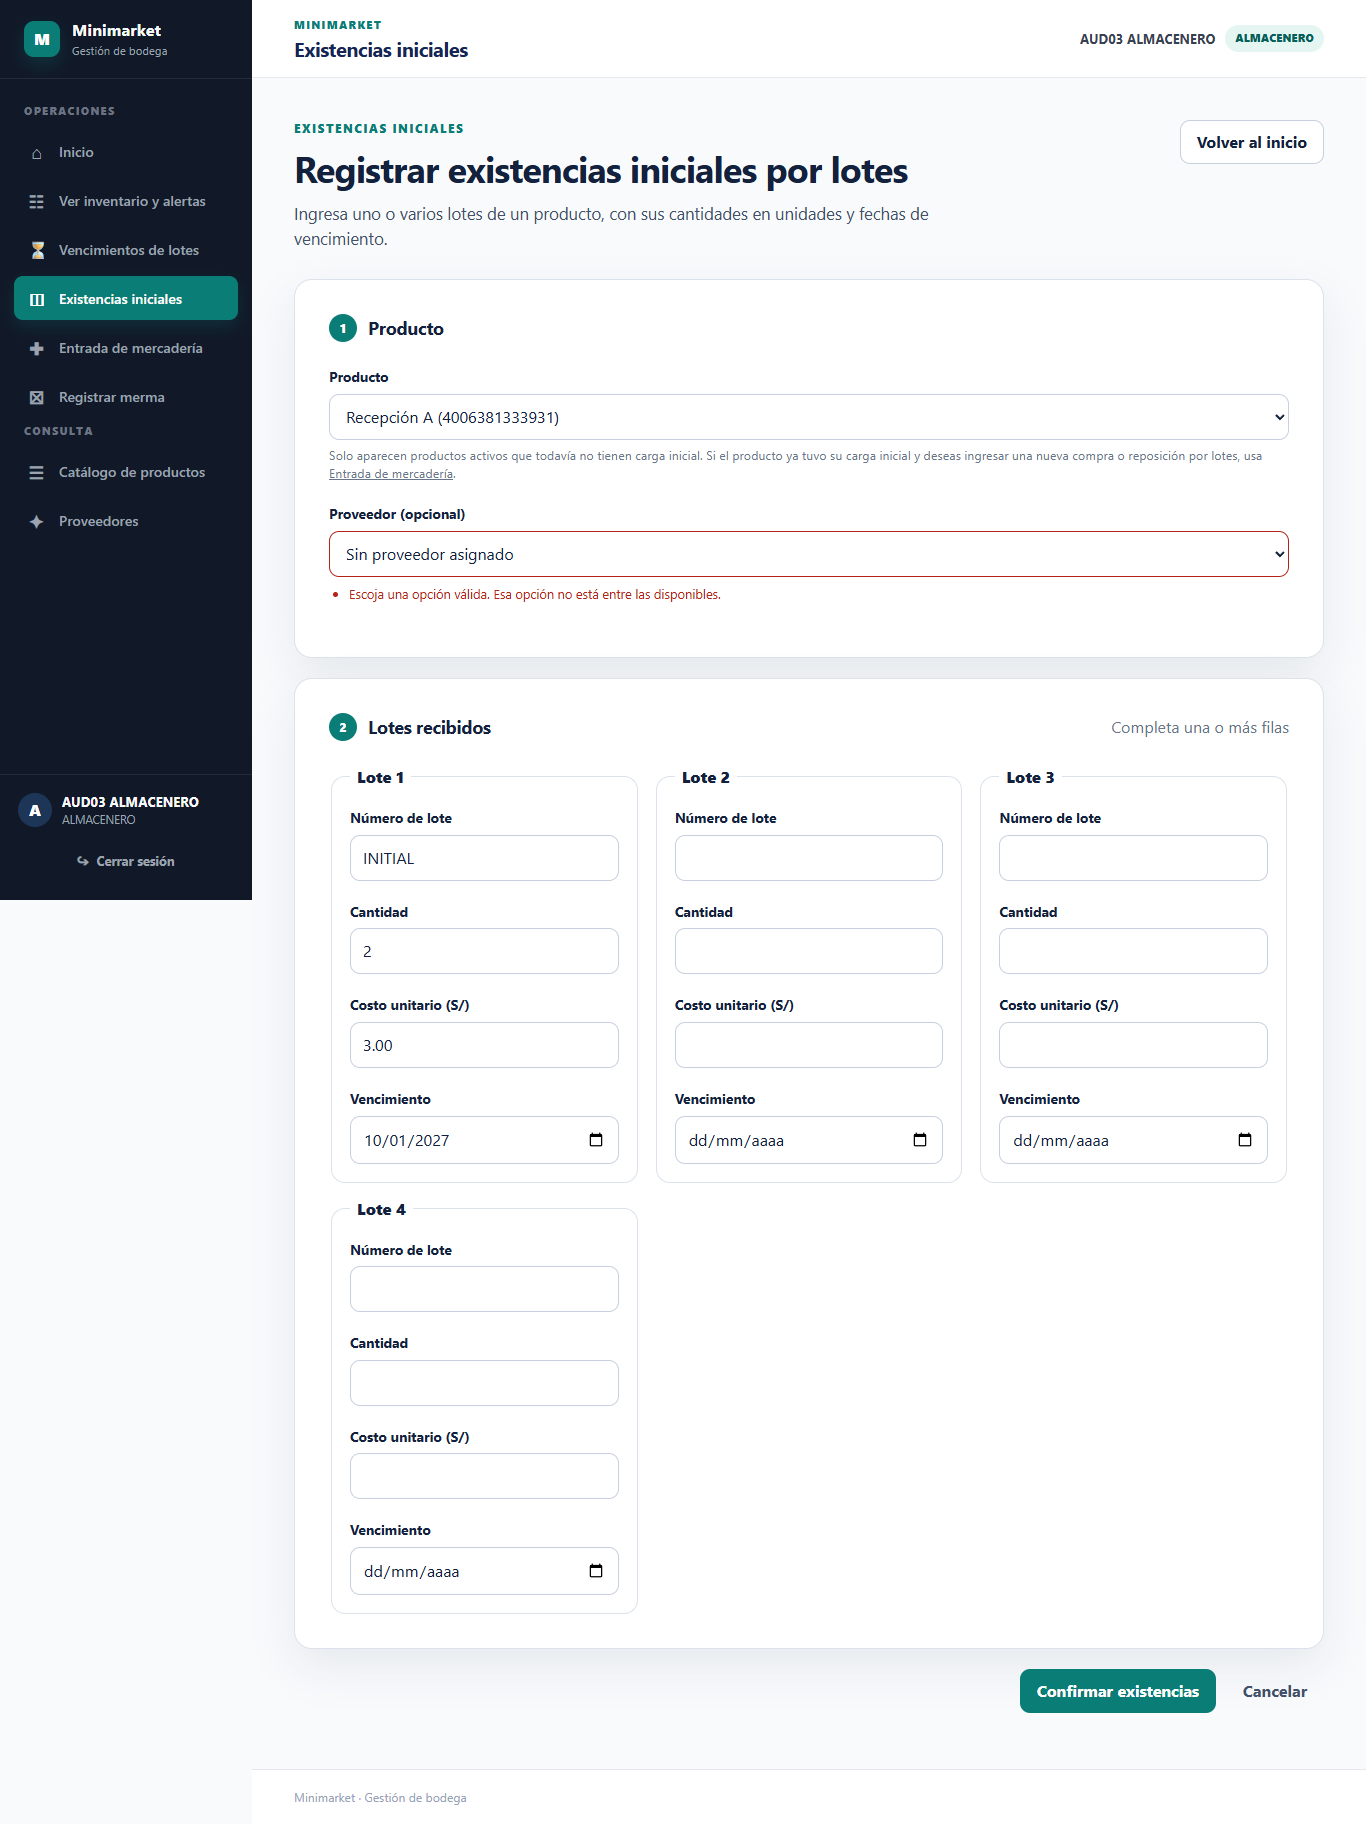 M
Minimarket
Gestión de bodega
OPERACIONES
Inicio
Ver inventario y alertas
Vencimientos de lotes
Existencias iniciales
Entrada de mercadería
Registrar merma
CONSULTA
Catálogo de productos
Proveedores
A
AUD03 ALMACENERO
ALMACENERO
Cerrar sesión
MINIMARKET
Existencias iniciales
AUD03 ALMACENERO
ALMACENERO
EXISTENCIAS INICIALES
Registrar existencias iniciales por lotes
Ingresa uno o varios lotes de un producto, con sus cantidades en unidades y fechas de
vencimiento.
Volver al inicio
1 Producto
Producto
Recepción A (4006381333931)
Solo aparecen productos activos que todavía no tienen carga inicial. Si el producto ya tuvo su carga inicial y deseas ingresar una nueva compra o reposición por lotes, usa
Entrada de mercadería.
Proveedor (opcional)
Sin proveedor asignado
• Escoja una opción válida. Esa opción no está entre las disponibles.
2 Lotes recibidos
Completa una o más filas
Lote 1
Número de lote
INITIAL
Cantidad
2
Costo unitario (S/)
3.00
Vencimiento
10/01/2027
Lote 2
Número de lote
Cantidad
Costo unitario (S/)
Vencimiento
dd/mm/aaaa
Lote 3
Número de lote
Cantidad
Costo unitario (S/)
Vencimiento
dd/mm/aaaa
Lote 4
Número de lote
Cantidad
Costo unitario (S/)
Vencimiento
dd/mm/aaaa
Confirmar existencias
Cancelar
Minimarket · Gestión de bodega